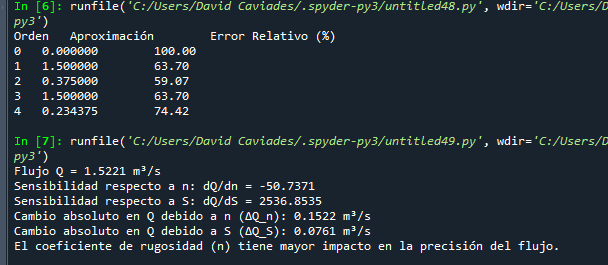 In [6]: runfile('C:/Users/David Caviades/.spyder-py3/untitled48.py', wdir='C:/Users/D
py3')
Orden   Aproximación        Error Relativo (%)
0   0.000000        100.00
1   1.500000        63.70
2   0.375000        59.07
3   1.500000        63.70
4   0.234375        74.42
In [7]: runfile('C:/Users/David Caviades/.spyder-py3/untitled49.py', wdir='C:/Users/D
py3')
Flujo Q = 1.5221 m³/s
Sensibilidad respecto a n: dQ/dn = -50.7371
Sensibilidad respecto a S: dQ/dS = 2536.8535
Cambio absoluto en Q debido a n (ΔQ_n): 0.1522 m³/s
Cambio absoluto en Q debido a S (ΔQ_S): 0.0761 m³/s
El coeficiente de rugosidad (n) tiene mayor impacto en la precisión del flujo.